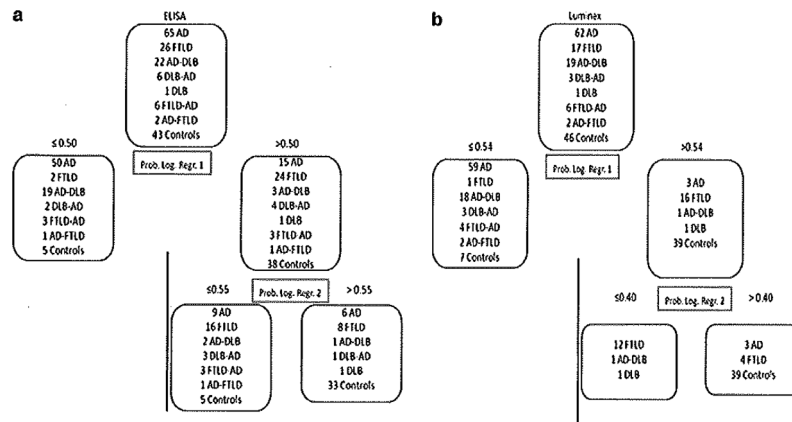 a
ELISA
65 AD
26 FTLD
22 AD-DLB
6 DLB-AD
1 DLB
6 FTLD-AD
2 AD-FTLD
43 Controls
≤0.50
>0.50
Prob. Log. Regr. 1
50 AD
2 FTLD
19 AD-DLB
2 DLB-AD
3 FTLD-AD
1 AD-FTLD
5 Controls
15 AD
24 FTLD
3 AD-DLB
4 DLB-AD
1 DLB
3 FTLD-AD
1 AD-FTLD
38 Controls
≤0.55
Prob. Log. Regr. 2
>0.55
9 AD
16 FTLD
2 AD-DLB
3 DLB-AD
3 FTLD-AD
1 AD-FTLD
5 Controls
6 AD
8 FTLD
1 AD-DLB
1 DLB-AD
1 DLB
33 Controls
b
Luminex
62 AD
17 FTLD
19 AD-DLB
3 DLB-AD
1 DLB
6 FTLD-AD
2 AD-FTLD
46 Controls
≤0.54
>0.54
Prob. Log. Regr. 1
59 AD
1 FTLD
18 AD-DLB
3 DLB-AD
4 FTLD-AD
2 AD-FTLD
7 Controls
3 AD
16 FTLD
1 AD-DLB
1 DLB
39 Controls
≤0.40
Prob. Log. Regr. 2
>0.40
12 FTLD
1 AD-DLB
1 DLB
3 AD
4 FTLD
39 Controls